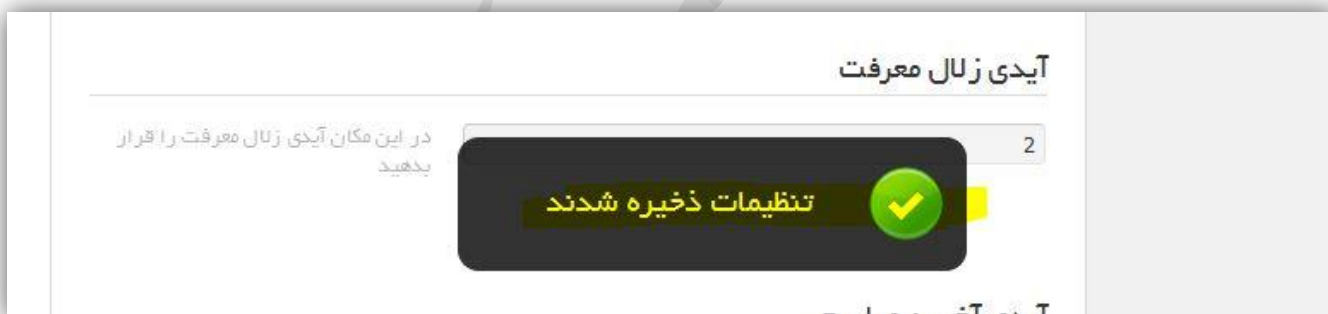 آیدی زلال معرفت
2
در این مکان آیدی زلال معرفت را قرار
بدهید
تنظیمات ذخیره شدند